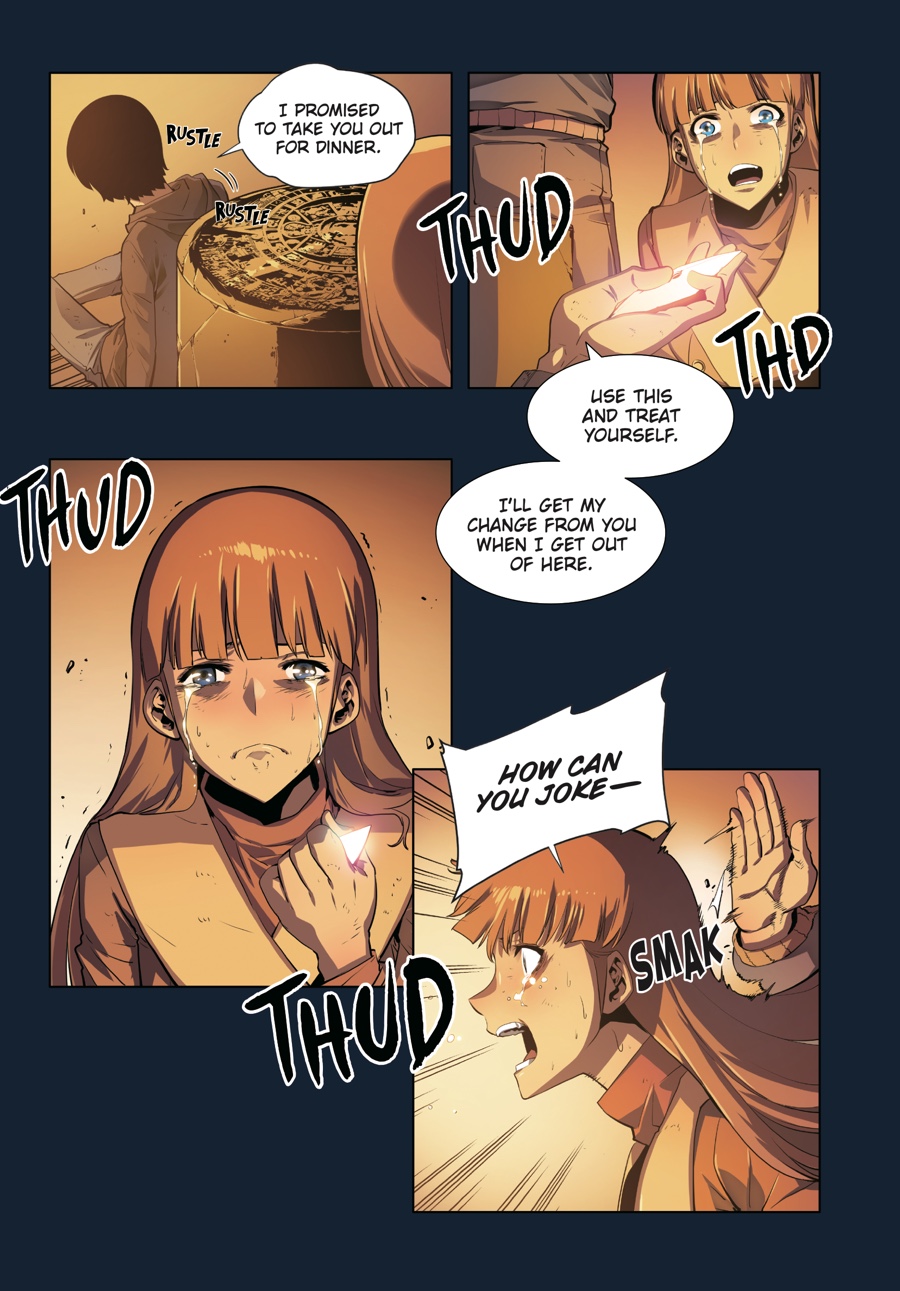 I PROMISED
TO TAKE YOU OUT
FOR DINNER.
RUSTLE
RUSTLE
THUD
THD
USE THIS
AND TREAT
YOURSELF.
I'LL GET MY
CHANGE FROM YOU
WHEN I GET OUT
OF HERE.
THUD
HOW CAN
YOU JOKE—
SMAK
THUD